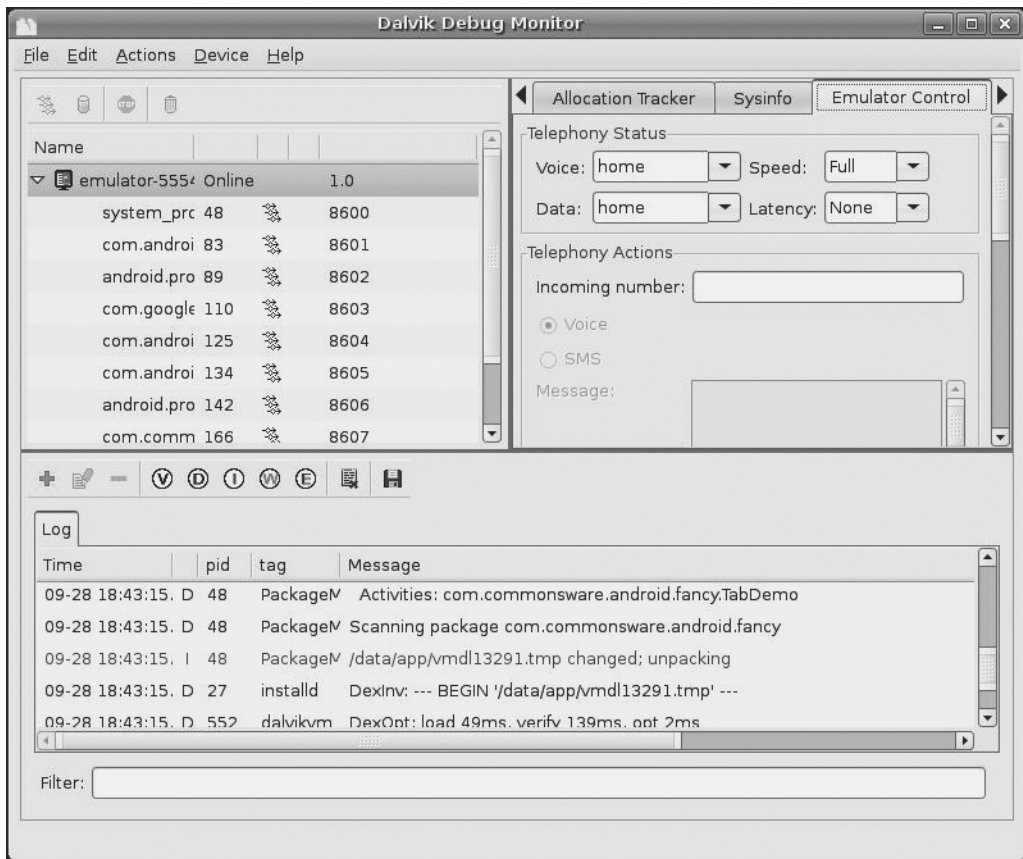 Dalvik Debug Monitor
File Edit Actions Device Help
Name
emulator-5554 Online 1.0
system_prc 48 8600
com.androi 83 8601
android.pro 89 8602
com.google 110 8603
com.androi 125 8604
com.androi 134 8605
android.pro 142 8606
com.comm 166 8607
Allocation Tracker Sysinfo Emulator Control
Telephony Status
Voice: home Speed: Full
Data: home Latency: None
Telephony Actions
Incoming number:
Voice
SMS
Message:
V D I W E
Log
Time pid tag Message
09-28 18:43:15. D 48 PackageM Activities: com.commonsware.android.fancy.TabDemo
09-28 18:43:15. D 48 PackageM Scanning package com.commonsware.android.fancy
09-28 18:43:15. I 48 PackageM /data/app/vmdl13291.tmp changed; unpacking
09-28 18:43:15. D 27 installd DexInv: --- BEGIN '/data/app/vmdl13291.tmp' ---
09-28 18:43:15. D 552 dalvikvm DexOpt: load 49ms, verify 139ms, opt 2ms
Filter: